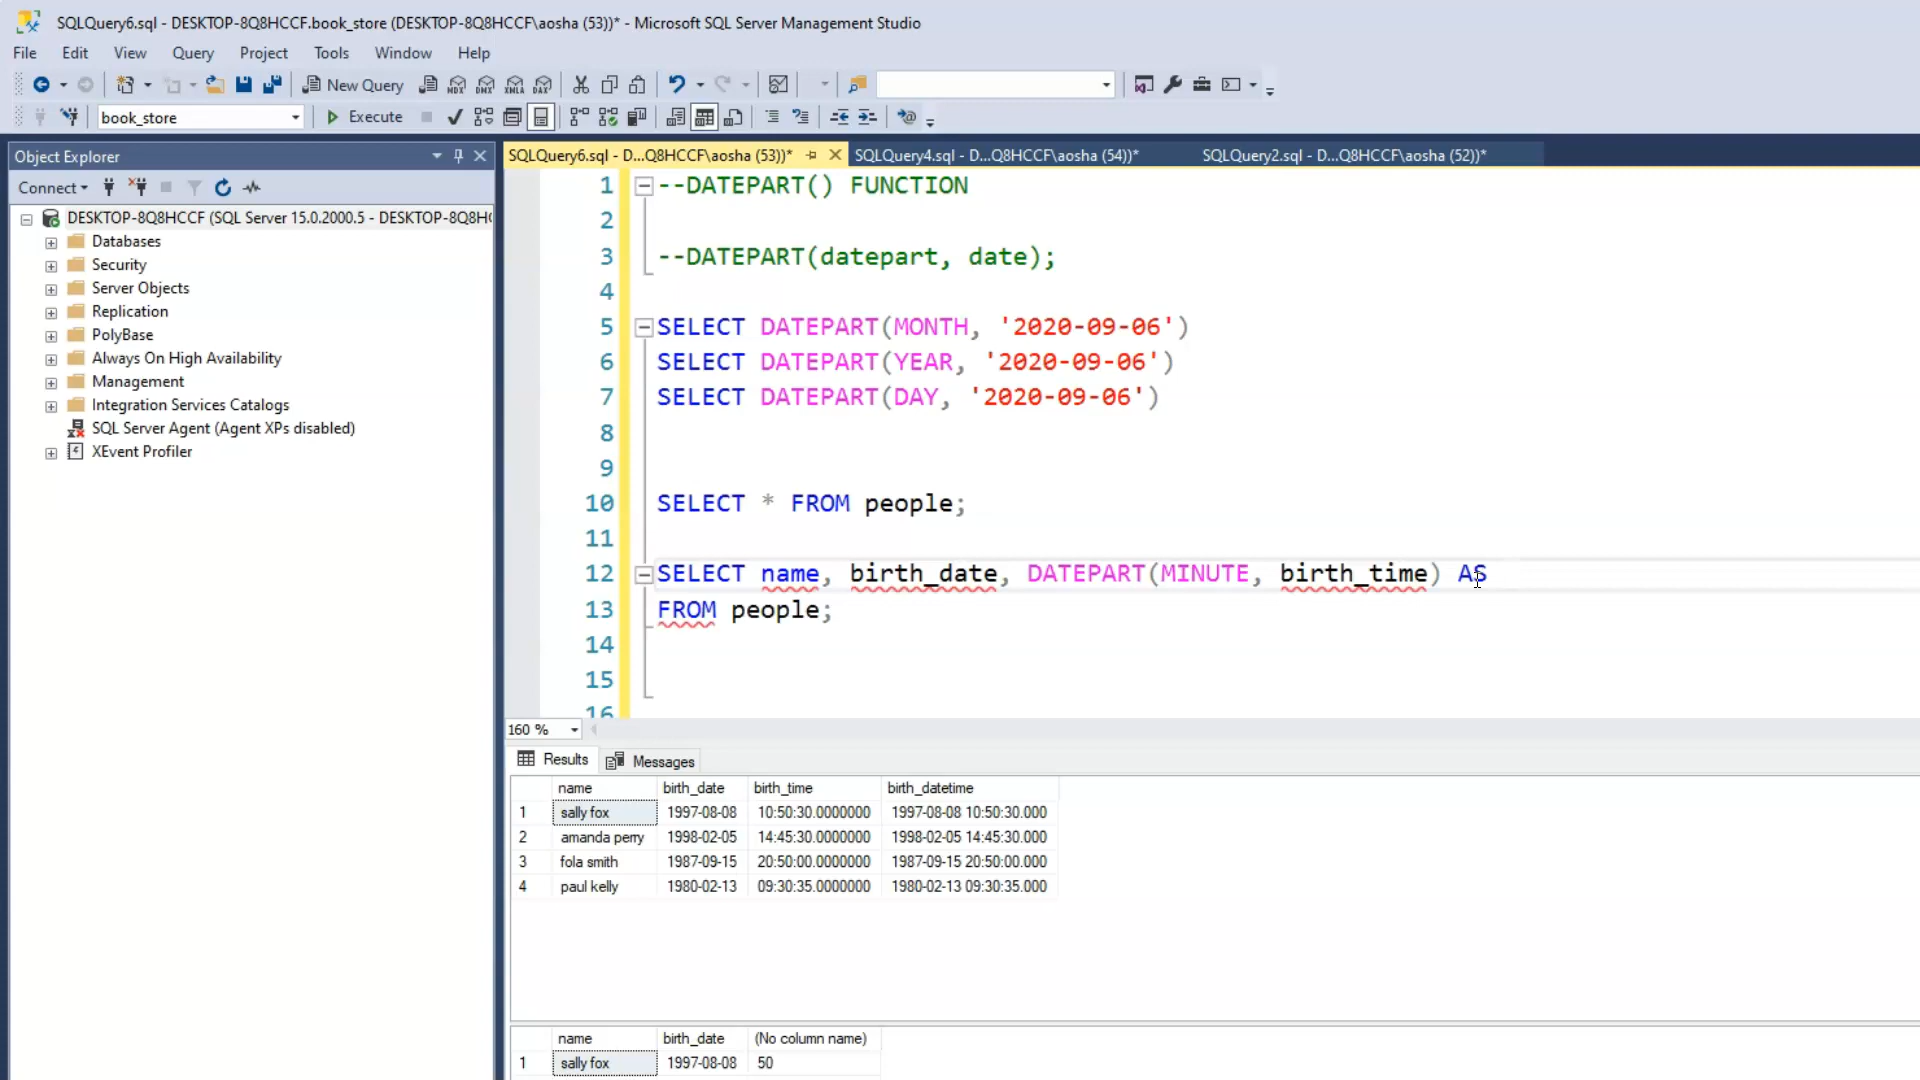 SQLQuery6.sql - DESKTOP-8Q8HCCF.book_store (DESKTOP-8Q8HCCF\aosha (53))* - Microsoft SQL Server Management Studio
File Edit View Query Project Tools Window Help
New Query MDX DMX XMLA DAX
book_store Execute
Object Explorer
SQLQuery6.sql - D...Q8HCCF\aosha (53))* SQLQuery4.sql - D...Q8HCCF\aosha (54))* SQLQuery2.sql - D...Q8HCCF\aosha (52))*
Connect
DESKTOP-8Q8HCCF (SQL Server 15.0.2000.5 - DESKTOP-8Q8H
Databases
Security
Server Objects
Replication
PolyBase
Always On High Availability
Management
Integration Services Catalogs
SQL Server Agent (Agent XPs disabled)
XEvent Profiler
1 --DATEPART() FUNCTION
2
3 --DATEPART(datepart, date);
4
5 SELECT DATEPART(MONTH, '2020-09-06')
6 SELECT DATEPART(YEAR, '2020-09-06')
7 SELECT DATEPART(DAY, '2020-09-06')
8
9
10 SELECT * FROM people;
11
12 SELECT name, birth_date, DATEPART(MINUTE, birth_time) AS
13 FROM people;
14
15
16
160 %
Results Messages
name birth_date birth_time birth_datetime
1 sally fox 1997-08-08 10:50:30.0000000 1997-08-08 10:50:30.000
2 amanda perry 1998-02-05 14:45:30.0000000 1998-02-05 14:45:30.000
3 fola smith 1987-09-15 20:50:00.0000000 1987-09-15 20:50:00.000
4 paul kelly 1980-02-13 09:30:35.0000000 1980-02-13 09:30:35.000
name birth_date (No column name)
1 sally fox 1997-08-08 50